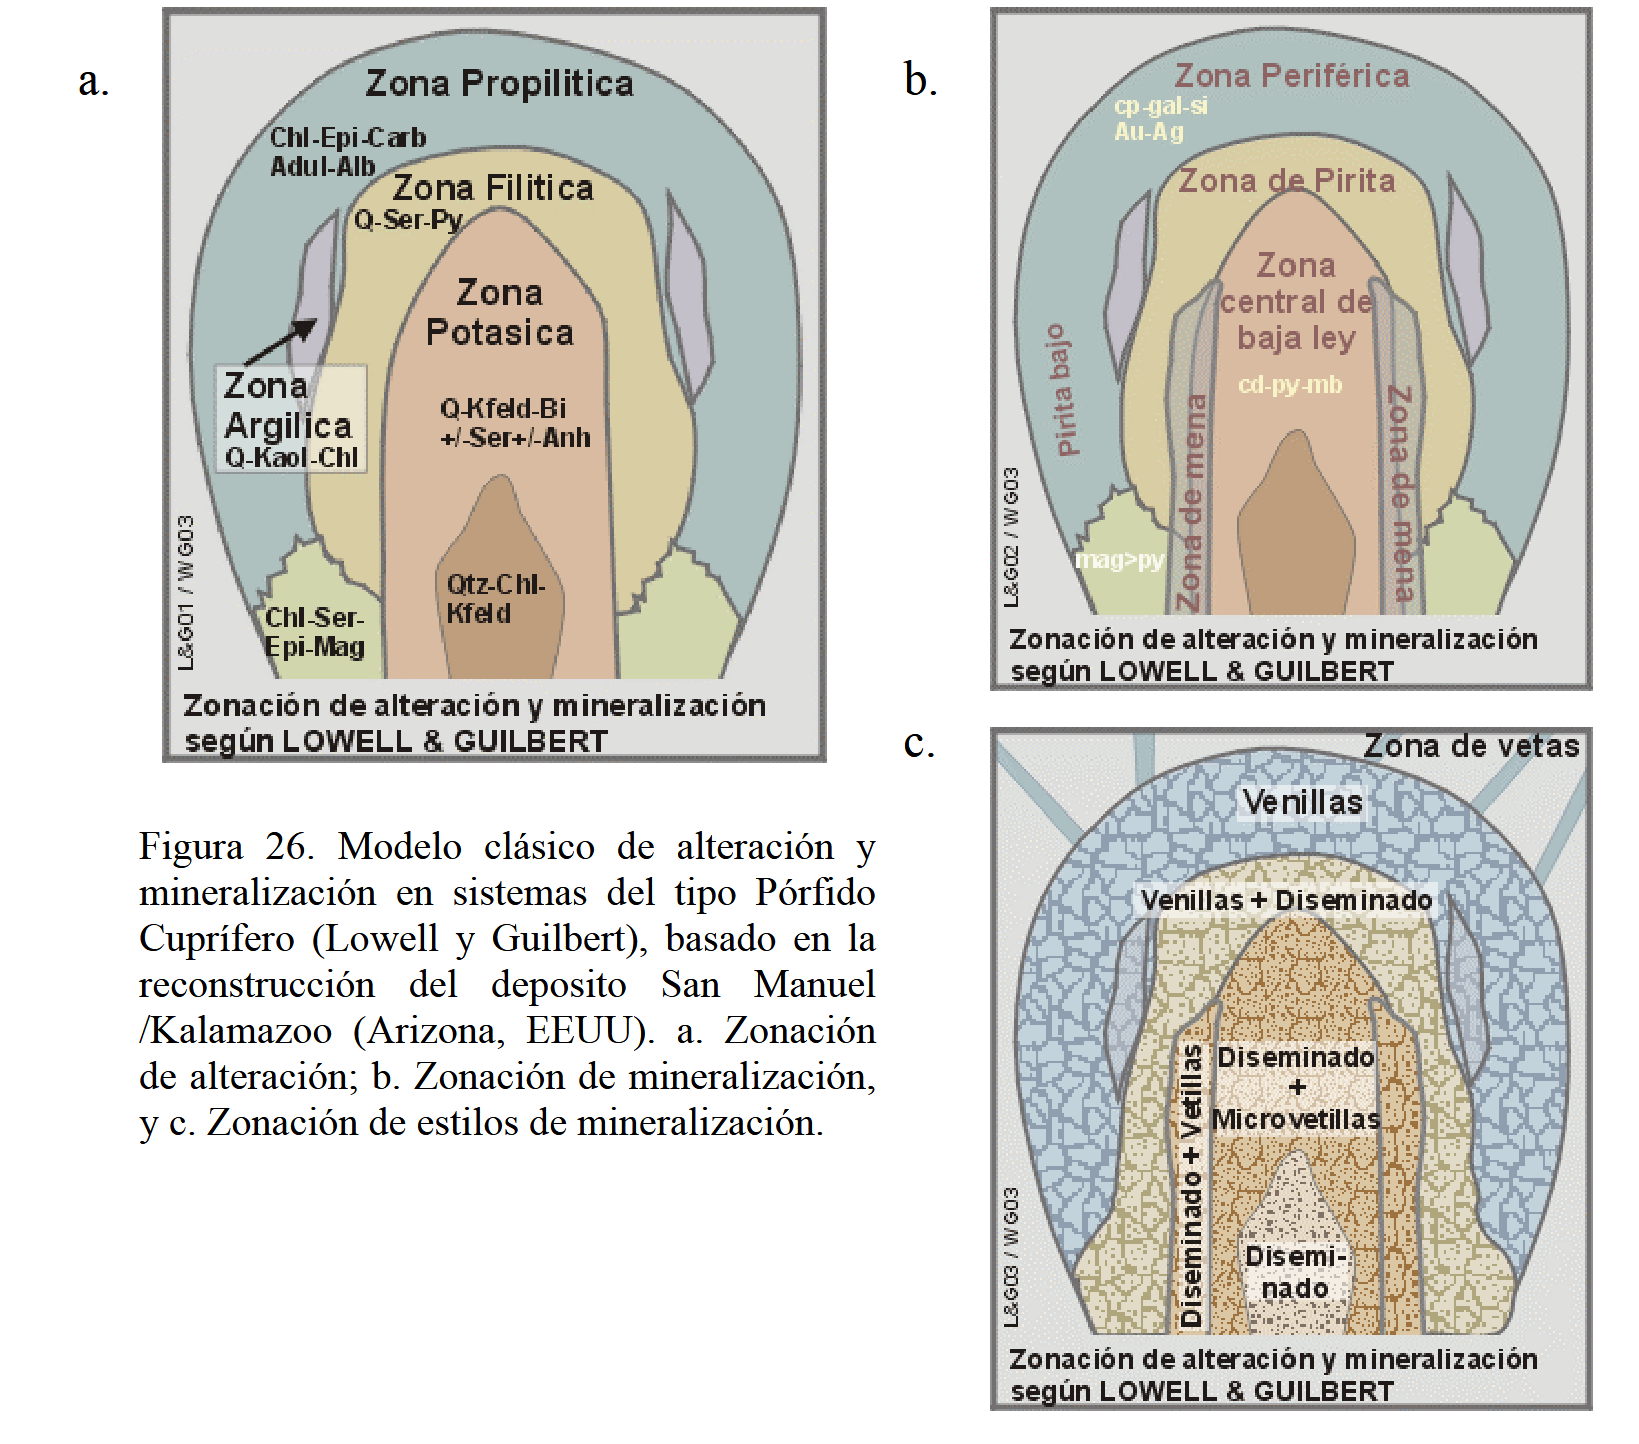 a.
Zona Propilitica
Chl-Epi-Carb
Adul-Alb
Zona Filitica
Q-Ser-Py
Zona
Potasica
Zona
Argilica
Q-Kaol-Chl
Q-Kfeld-Bi
+/-Ser+/-Anh
Qtz-Chl-
Kfeld
Chl-Ser-
Epi-Mag
L&G01 / WG03
Zonación de alteración y mineralización
según LOWELL & GUILBERT
b.
Zona Periférica
cp-gal-si
Au-Ag
Zona de Pirita
Zona
central de
baja ley
cd-py-mb
Pirita bajo
Zona de mena
Zona de mena
mag>py
L&G02 / WG03
Zonación de alteración y mineralización
según LOWELL & GUILBERT
c.
Zona de vetas
Venillas
Venillas + Diseminado
Diseminado
+
Microvetillas
Diseminado + Vetillas
Disemi-
nado
L&G03 / WG03
Zonación de alteración y mineralización
según LOWELL & GUILBERT
Figura 26. Modelo clásico de alteración y
mineralización en sistemas del tipo Pórfido
Cuprífero (Lowell y Guilbert), basado en la
reconstrucción del deposito San Manuel
/Kalamazoo (Arizona, EEUU). a. Zonación
de alteración; b. Zonación de mineralización,
y c. Zonación de estilos de mineralización.